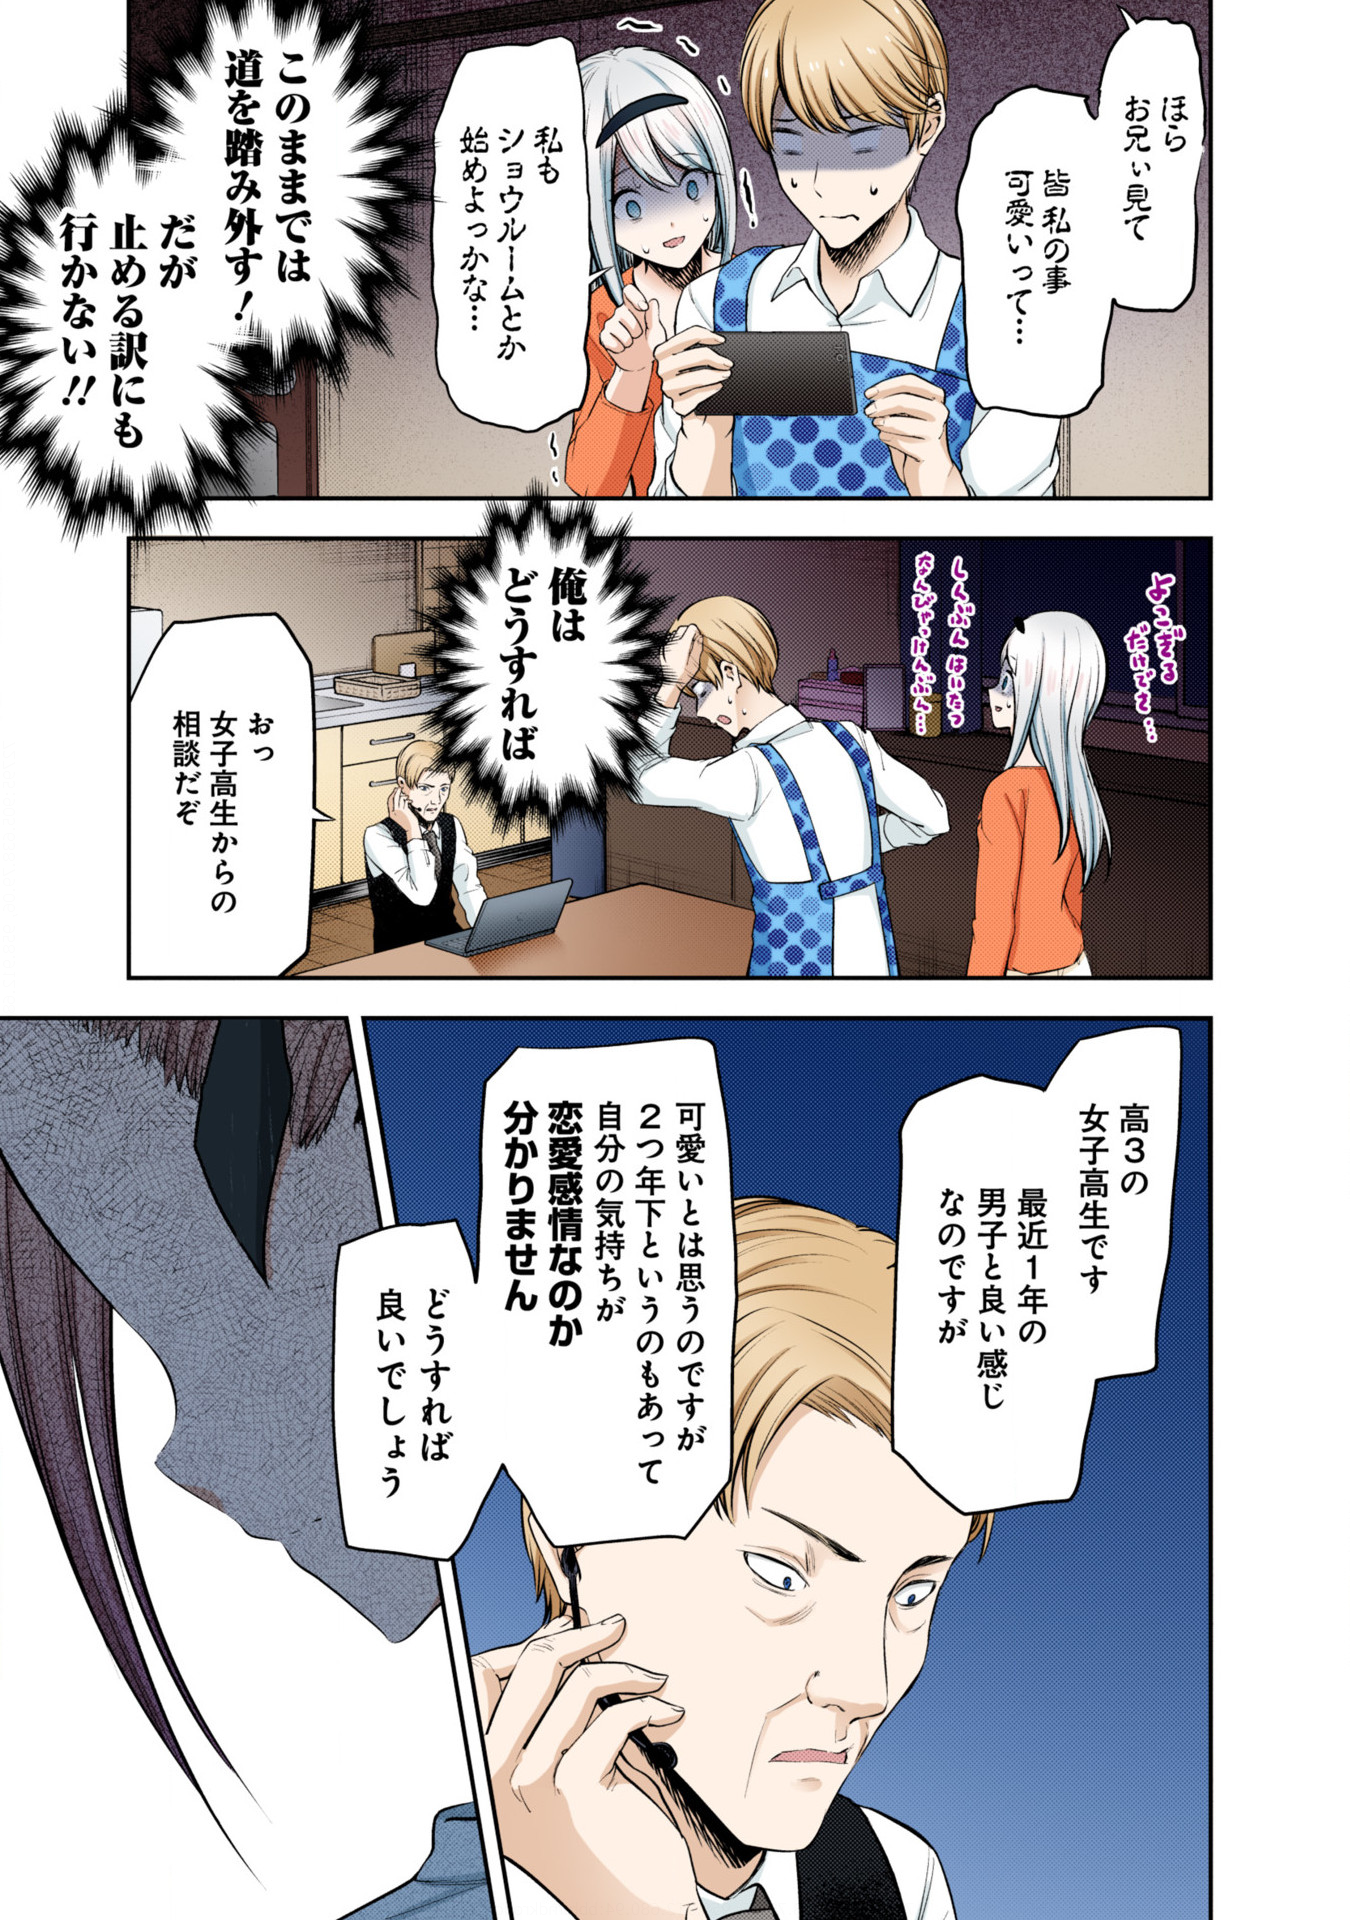 ほら
お兄ぃ見て
皆 私の事
可愛いって…
私も
ショウルームとか
始めよっかな…
このままでは
道を踏み外す！
だが
止める訳にも
行かない!!
よこぎる
だけでさ…
しんぶん はいたつ
なんびゃっけんぶん…
俺は
どうすれば
おっ
女子高生からの
相談だぞ
高3の
女子高生です
最近1年の
男子と良い感じ
なのですが
可愛いとは思うのですが
2つ年下というのもあって
自分の気持ちが
恋愛感情なのか
分かりません
どうすれば
良いでしょう